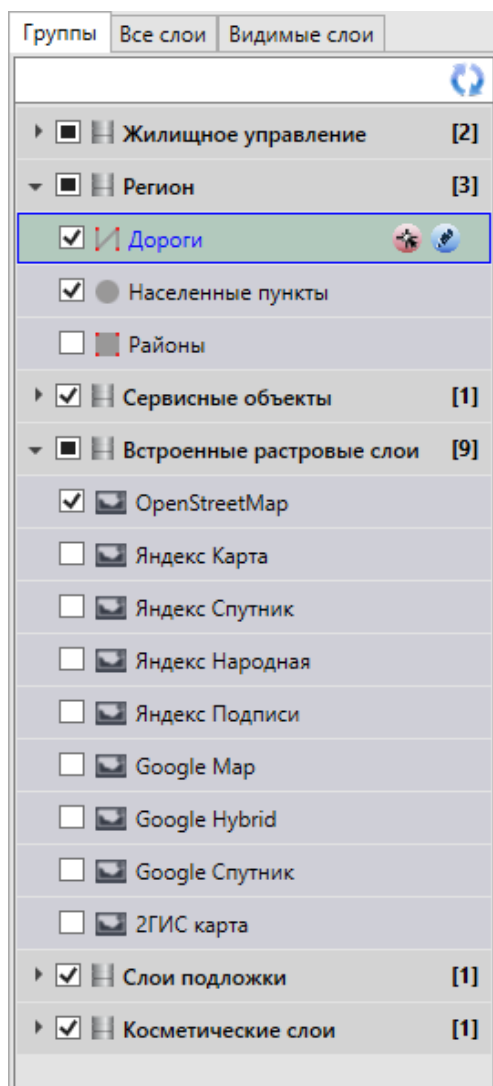 Группы Все слои Видимые слои
Жилищное управление [2]
Регион [3]
Дороги
Населенные пункты
Районы
Сервисные объекты [1]
Встроенные растровые слои [9]
OpenStreetMap
Яндекс Карта
Яндекс Спутник
Яндекс Народная
Яндекс Подписи
Google Map
Google Hybrid
Google Спутник
2ГИС карта
Слои подложки [1]
Косметические слои [1]